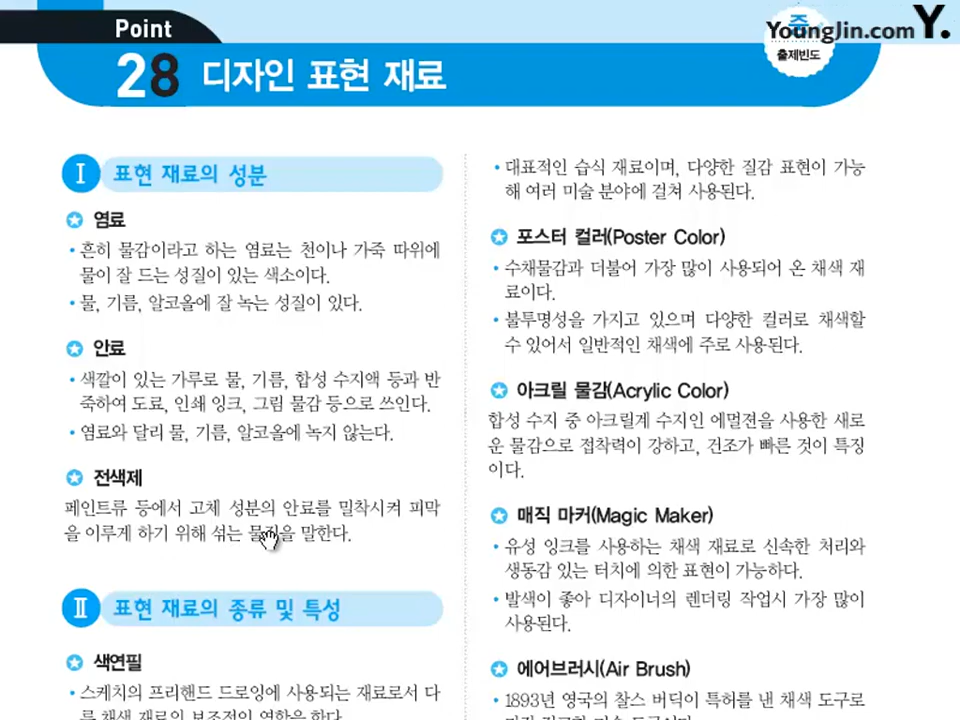 Point
28 디자인 표현 재료
중
출제빈도
YoungJin.com Y.
I 표현 재료의 성분
염료
• 흔히 물감이라고 하는 염료는 천이나 가죽 따위에
물이 잘 드는 성질이 있는 색소이다.
• 물, 기름, 알코올에 잘 녹는 성질이 있다.
안료
• 색깔이 있는 가루로 물, 기름, 합성 수지액 등과 반
죽하여 도료, 인쇄 잉크, 그림 물감 등으로 쓰인다.
• 염료와 달리 물, 기름, 알코올에 녹지 않는다.
전색제
페인트류 등에서 고체 성분의 안료를 밀착시켜 피막
을 이루게 하기 위해 섞는 물질을 말한다.
II 표현 재료의 종류 및 특성
색연필
• 스케치의 프리핸드 드로잉에 사용되는 재료로서 다
른 채색 재료의 보조적인 역할을 한다.
• 대표적인 습식 재료이며, 다양한 질감 표현이 가능
해 여러 미술 분야에 걸쳐 사용된다.
포스터 컬러(Poster Color)
• 수채물감과 더불어 가장 많이 사용되어 온 채색 재
료이다.
• 불투명성을 가지고 있으며 다양한 컬러로 채색할
수 있어서 일반적인 채색에 주로 사용된다.
아크릴 물감(Acrylic Color)
합성 수지 중 아크릴계 수지인 에멀젼을 사용한 새로
운 물감으로 접착력이 강하고, 건조가 빠른 것이 특징
이다.
매직 마커(Magic Maker)
• 유성 잉크를 사용하는 채색 재료로 신속한 처리와
생동감 있는 터치에 의한 표현이 가능하다.
• 발색이 좋아 디자이너의 렌더링 작업시 가장 많이
사용된다.
에어브러시(Air Brush)
• 1893년 영국의 찰스 버딕이 특허를 낸 채색 도구로